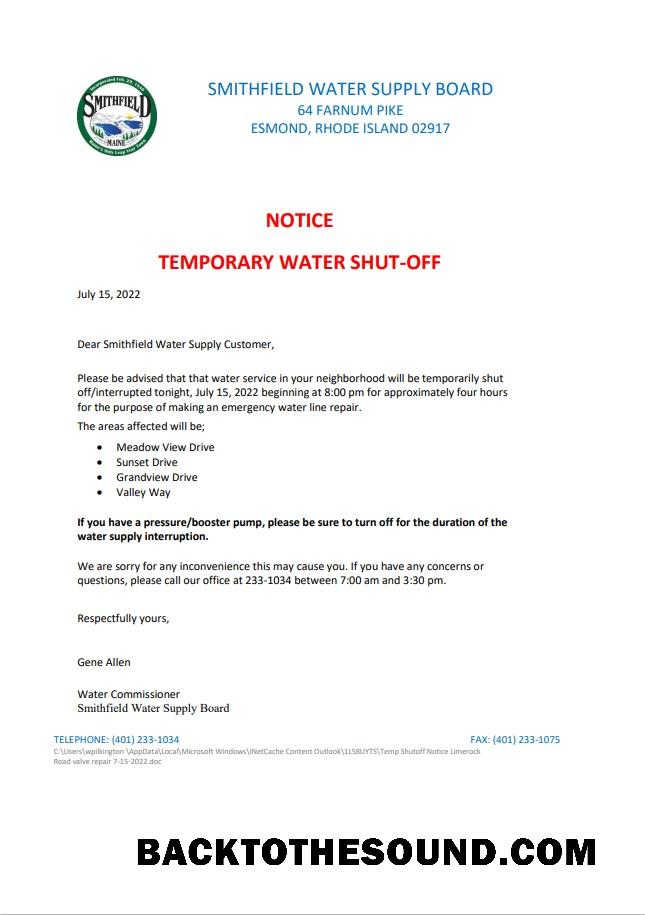 Incorporated Feb. 29, 1840
SMITHFIELD
MAINE
Maine's Only Leap Year Town
SMITHFIELD WATER SUPPLY BOARD
64 FARNUM PIKE
ESMOND, RHODE ISLAND 02917
NOTICE
TEMPORARY WATER SHUT-OFF
July 15, 2022
Dear Smithfield Water Supply Customer,
Please be advised that that water service in your neighborhood will be temporarily shut
off/interrupted tonight, July 15, 2022 beginning at 8:00 pm for approximately four hours
for the purpose of making an emergency water line repair.
The areas affected will be;
• Meadow View Drive
• Sunset Drive
• Grandview Drive
• Valley Way
If you have a pressure/booster pump, please be sure to turn off for the duration of the
water supply interruption.
We are sorry for any inconvenience this may cause you. If you have any concerns or
questions, please call our office at 233-1034 between 7:00 am and 3:30 pm.
Respectfully yours,
Gene Allen
Water Commissioner
Smithfield Water Supply Board
TELEPHONE: (401) 233-1034 FAX: (401) 233-1075
C:\Users\wpilkington \AppData\Local\Microsoft Windows\INetCache Content Outlook\1L58UYTS\Temp Shutoff Notice Limerock
Road valve repair 7-15-2022.doc
BACKTOTHESOUND.COM